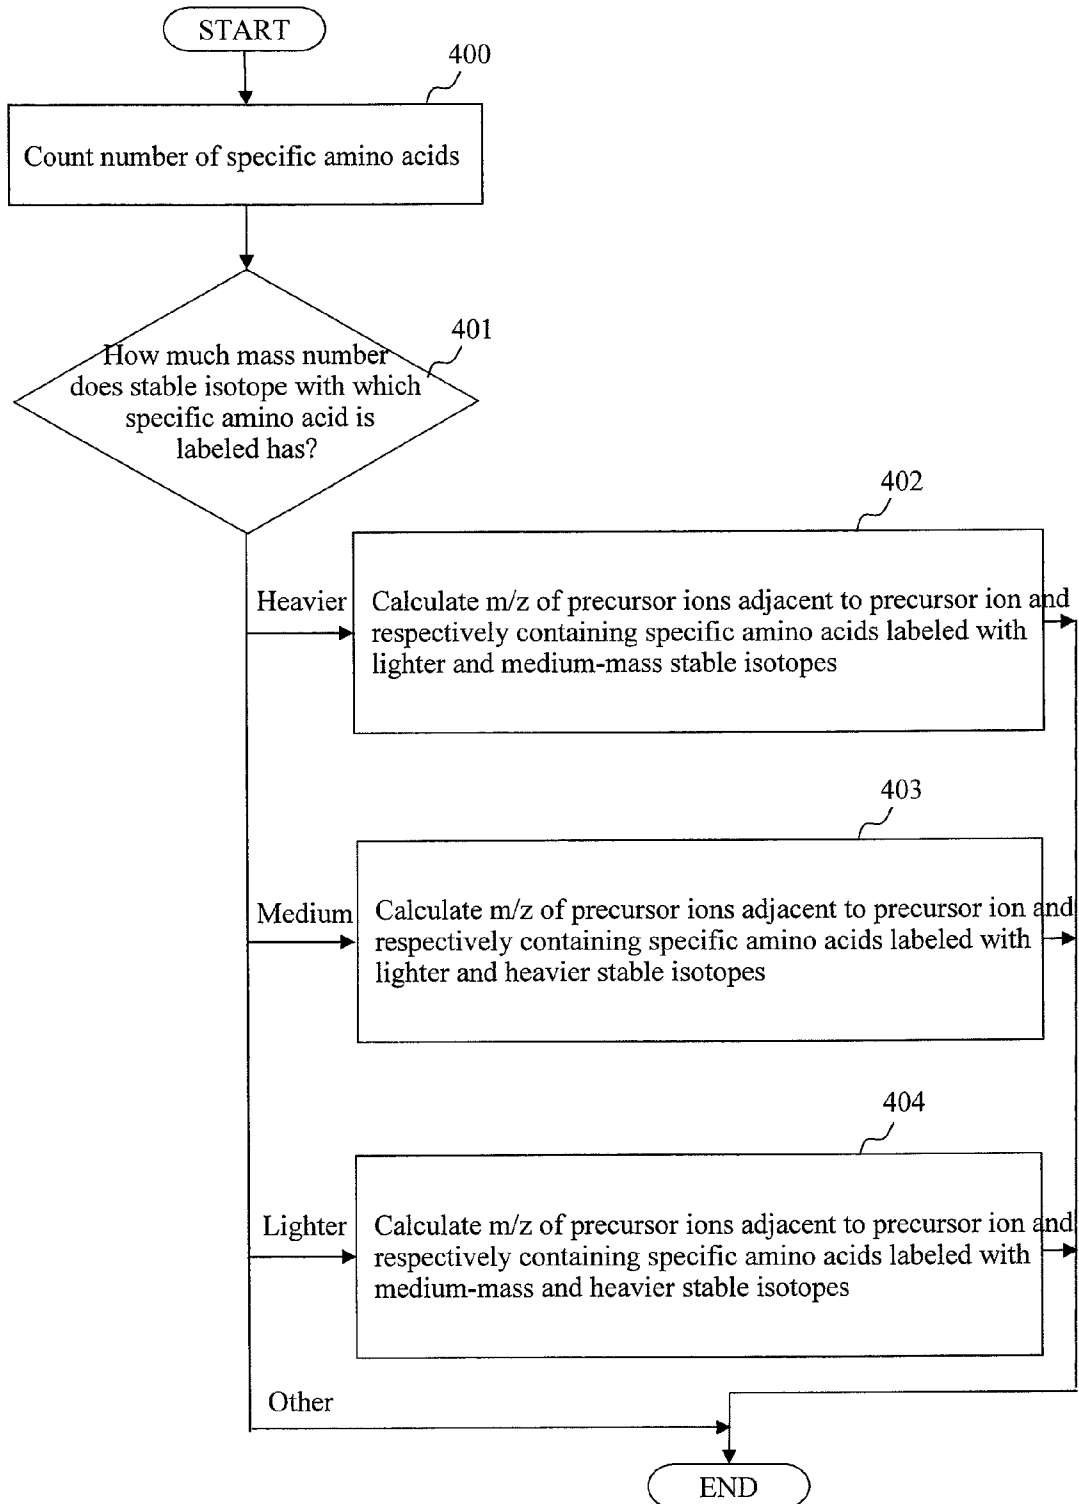 START
400
Count number of specific amino acids
401
How much mass number
does stable isotope with which
specific amino acid is
labeled has?
402
Heavier
Calculate m/z of precursor ions adjacent to precursor ion and
respectively containing specific amino acids labeled with
lighter and medium-mass stable isotopes
403
Medium
Calculate m/z of precursor ions adjacent to precursor ion and
respectively containing specific amino acids labeled with
lighter and heavier stable isotopes
404
Lighter
Calculate m/z of precursor ions adjacent to precursor ion and
respectively containing specific amino acids labeled with
medium-mass and heavier stable isotopes
Other
END